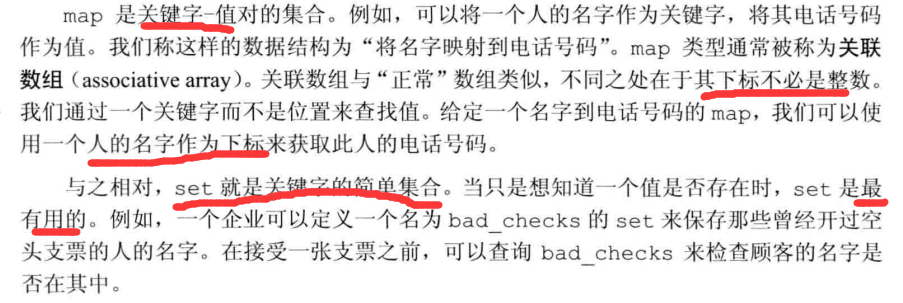 map 是关键字-值对的集合。例如，可以将一个人的名字作为关键字，将其电话号码
作为值。我们称这样的数据结构为“将名字映射到电话号码”。map 类型通常被称为关联
数组（associative array）。关联数组与“正常”数组类似，不同之处在于其下标不必是整数。
我们通过一个关键字而不是位置来查找值。给定一个名字到电话号码的 map，我们可以使
用一个人的名字作为下标来获取此人的电话号码。
与之相对，set 就是关键字的简单集合。当只是想知道一个值是否存在时，set 是最
有用的。例如，一个企业可以定义一个名为 bad_checks 的 set 来保存那些曾经开过空
头支票的人的名字。在接受一张支票之前，可以查询 bad_checks 来检查顾客的名字是
否在其中。